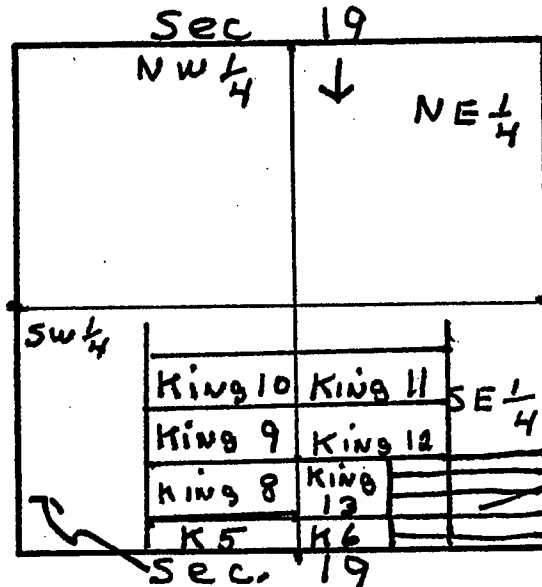 Sec 19
NW 1/4
NE 1/4
SW 1/4
King 10 King 11
SE 1/4
King 9 King 12
King 8 King 13
K5 K6
Sec. 19